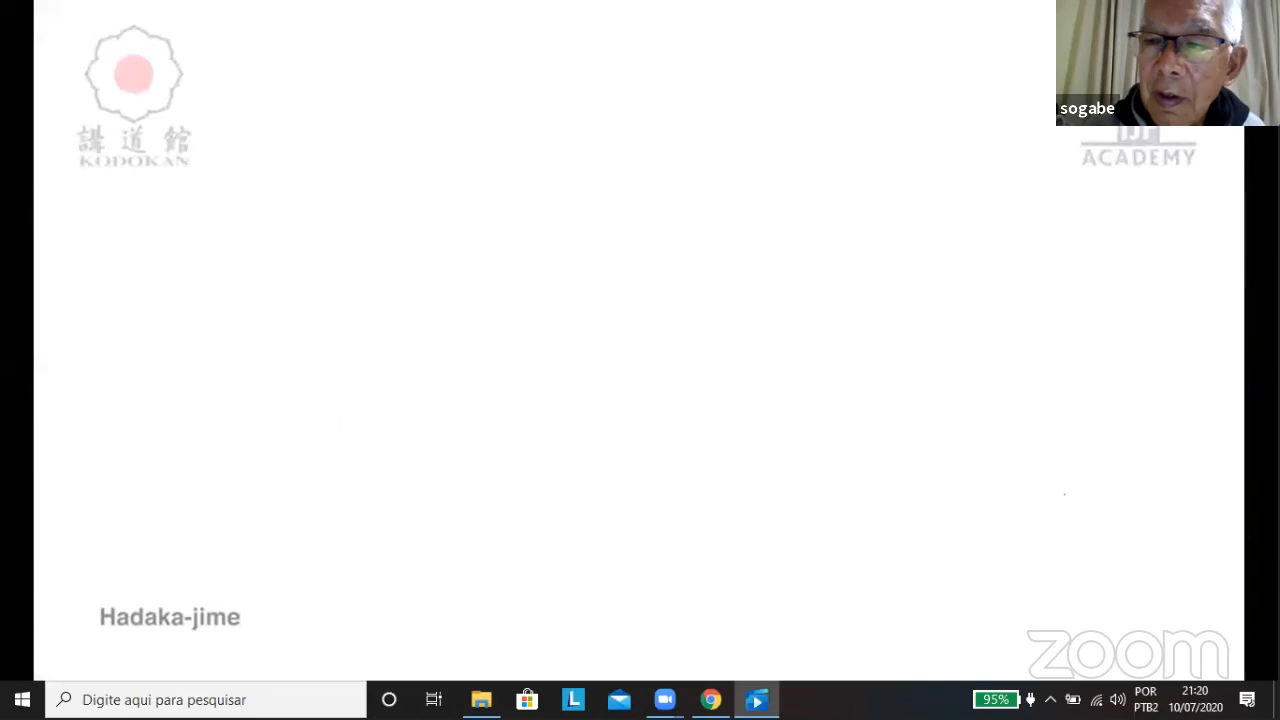 講道館
KODOKAN
sogabe
ACADEMY
Hadaka-jime
zoom
Digite aqui para pesquisar
L
95%
POR
PTB2
21:20
10/07/2020